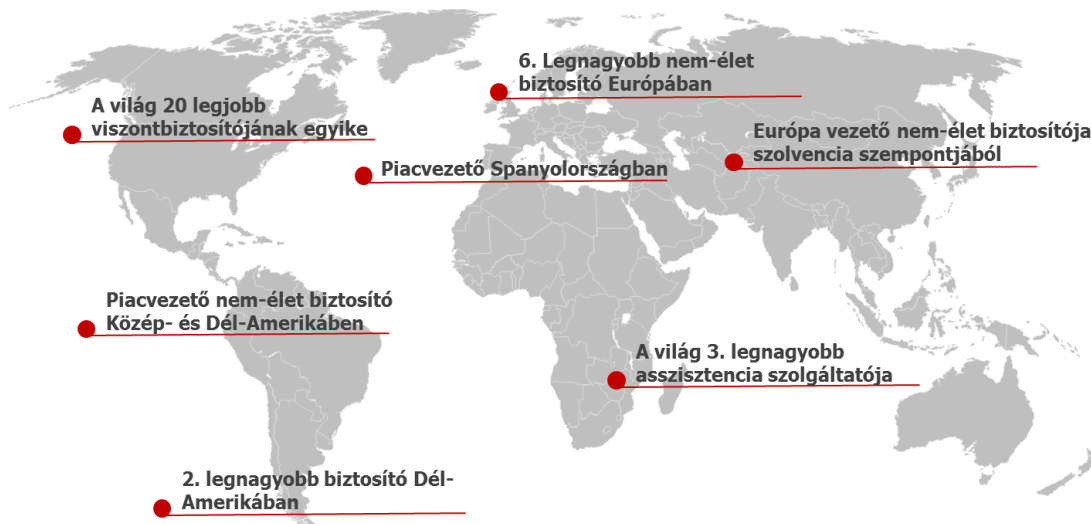 6. Legnagyobb nem-élet
biztosító Európában
A világ 20 legjobb
viszontbiztosítójának egyike
Európa vezető nem-élet biztosítója
szolvencia szempontjából
Piacvezető Spanyolországban
Piacvezető nem-élet biztosító
Közép- és Dél-Amerikáben
A világ 3. legnagyobb
asszisztencia szolgáltatója
2. legnagyobb biztosító Dél-
Amerikában